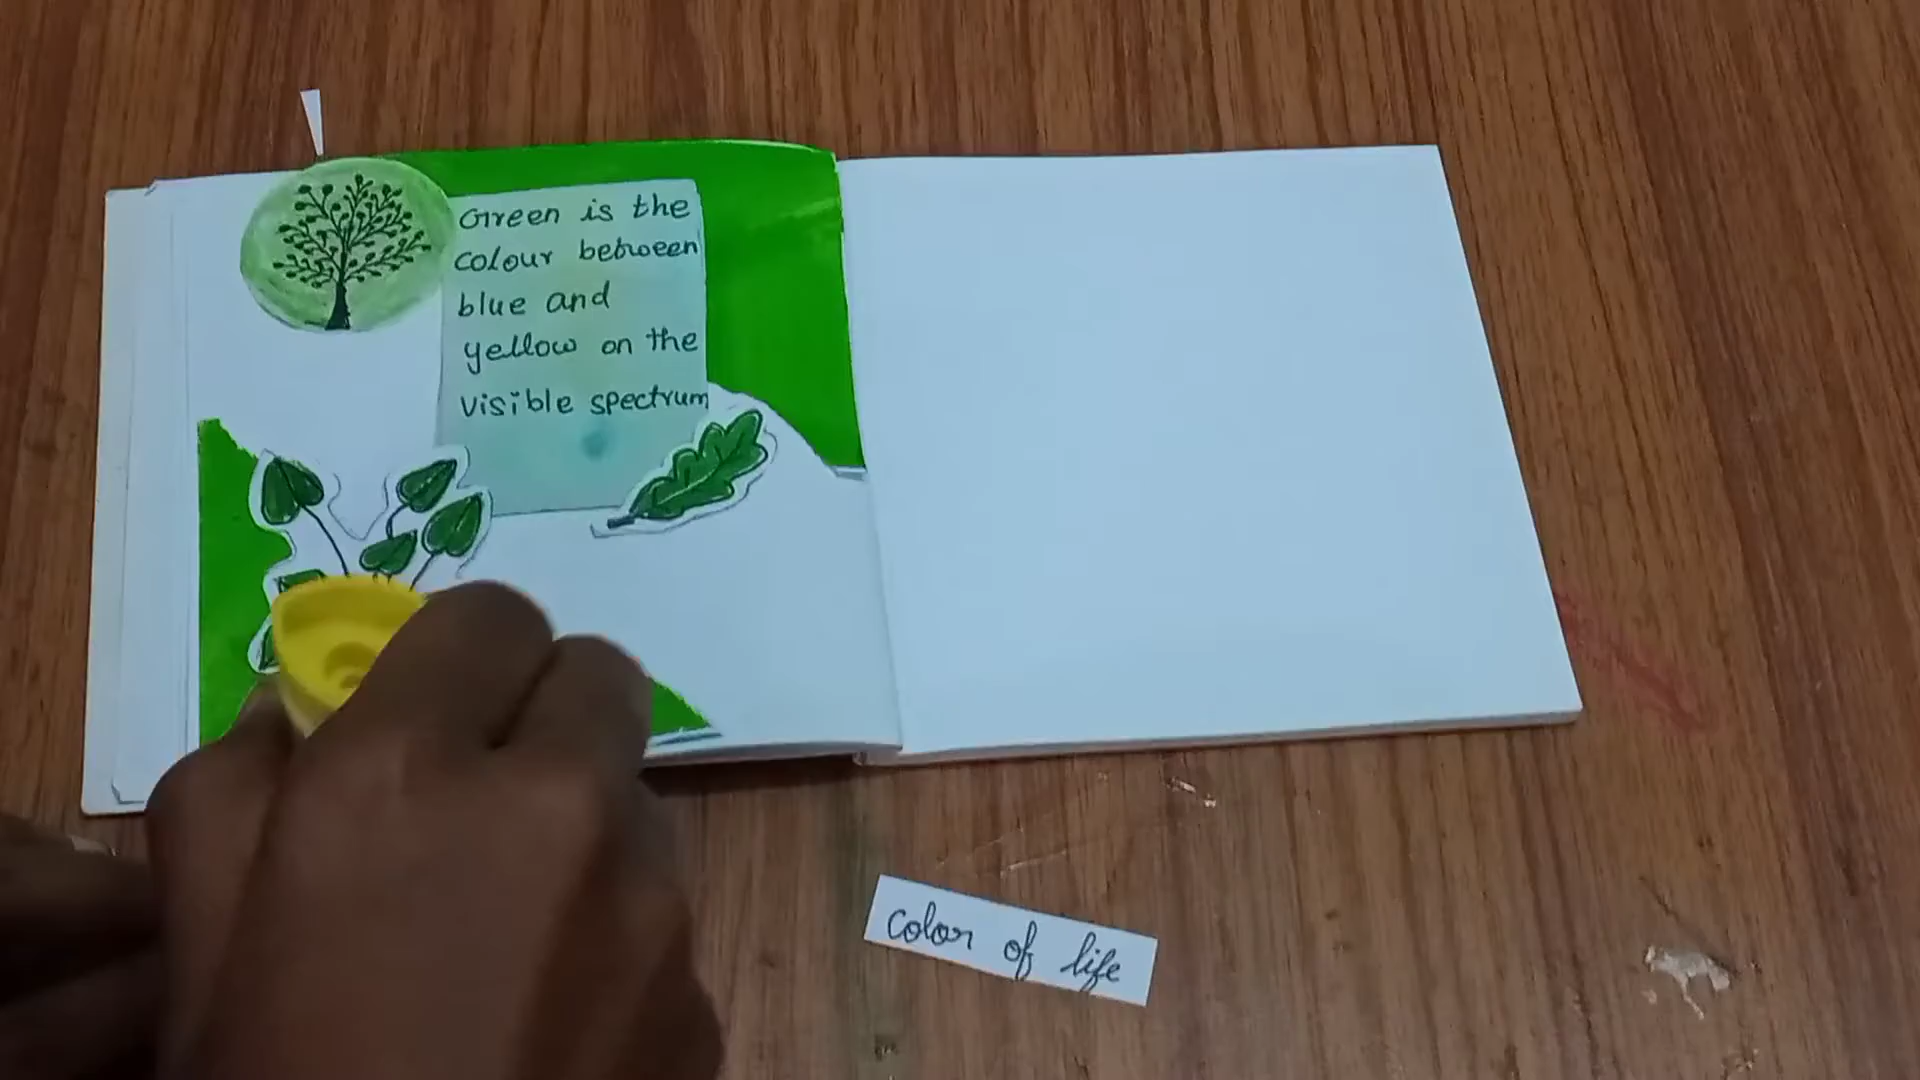 Green is the
colour between
blue and
yellow on the
visible spectrum
color of life